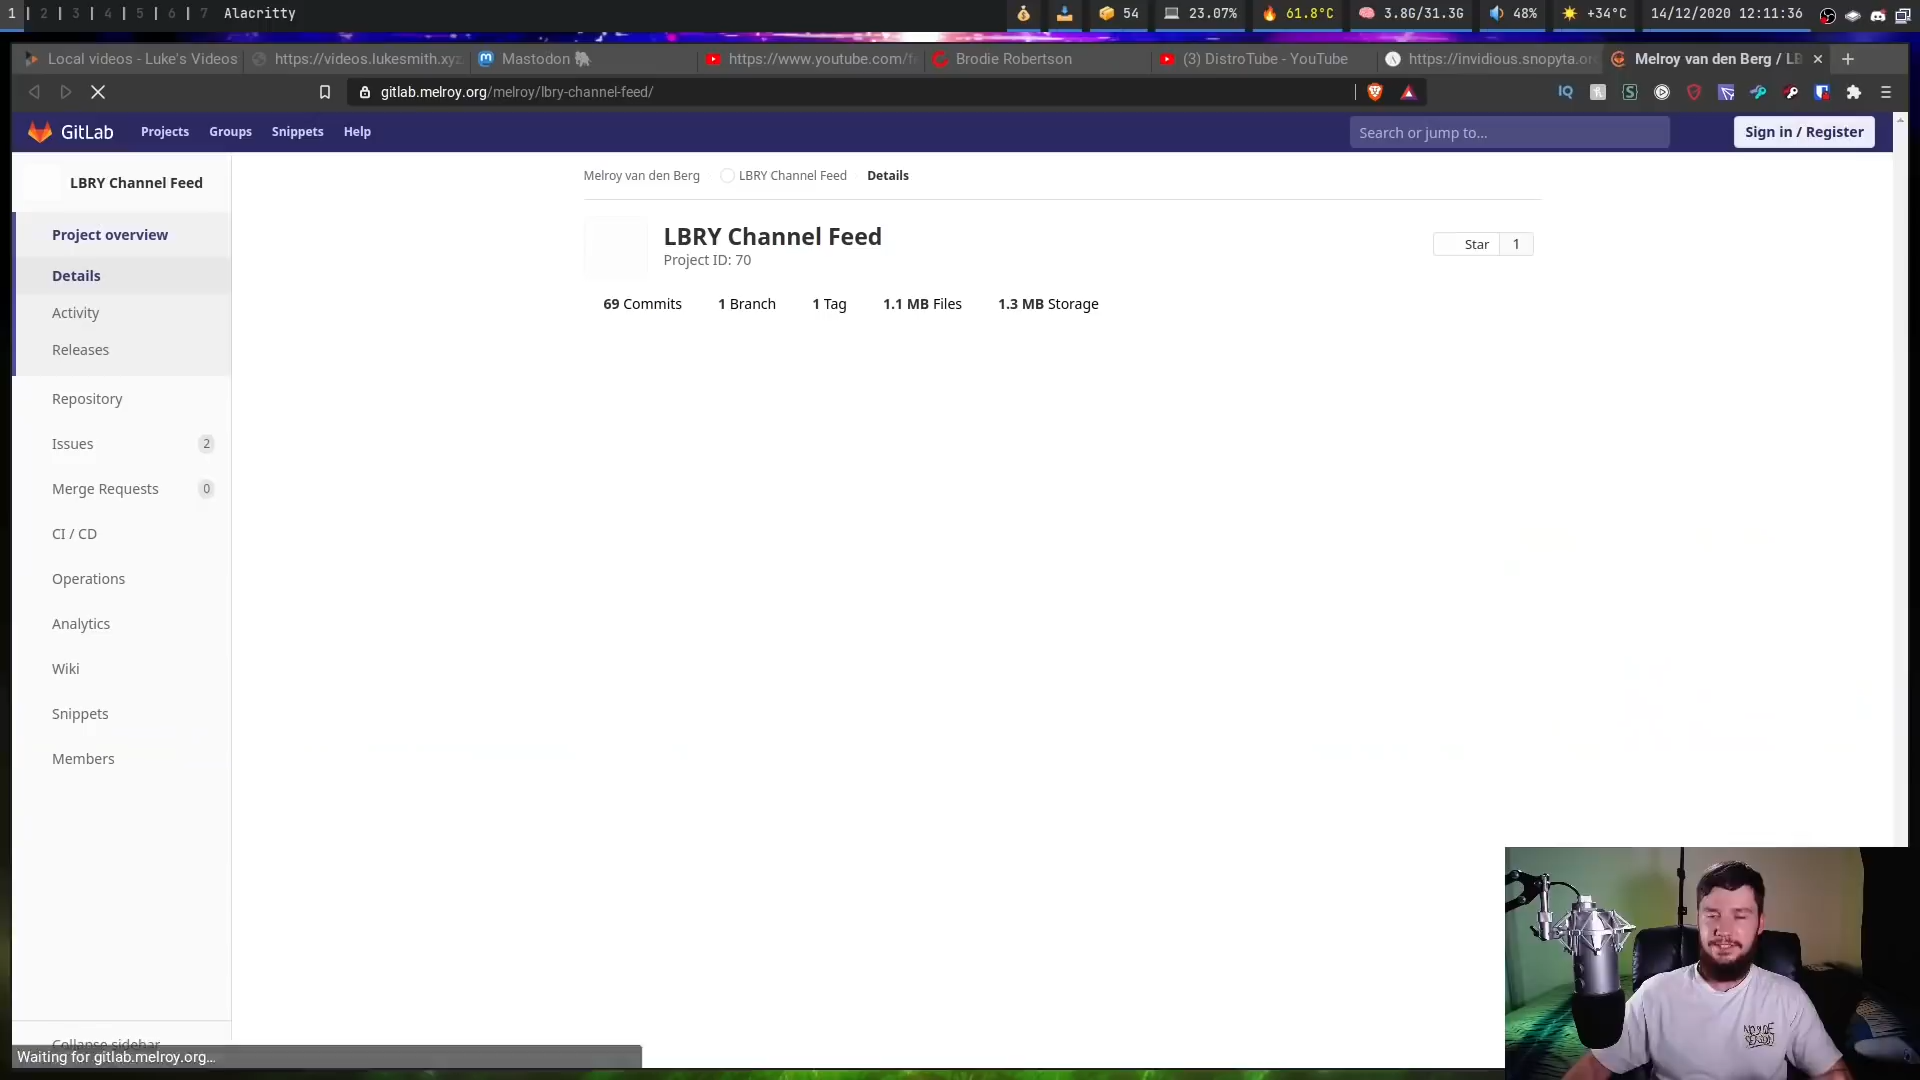 1 | 2 | 3 | 4 | 5 | 6 | 7 Alacritty
54 23.07% 61.8°C 3.8G/31.3G 48% +34°C 14/12/2020 12:11:36
Local videos - Luke's Videos https://videos.lukesmith.xyz Mastodon https://www.youtube.com/f Brodie Robertson (3) DistroTube - YouTube https://invidious.snopyta.or Melroy van den Berg / LB
gitlab.melroy.org/melroy/lbry-channel-feed/
IQ
GitLab Projects Groups Snippets Help Search or jump to... Sign in / Register
LBRY Channel Feed
Project overview
Details
Activity
Releases
Repository
Issues 2
Merge Requests 0
CI / CD
Operations
Analytics
Wiki
Snippets
Members
Collapse sidebar
Waiting for gitlab.melroy.org...
Melroy van den Berg LBRY Channel Feed Details
LBRY Channel Feed
Project ID: 70
Star 1
69 Commits 1 Branch 1 Tag 1.1 MB Files 1.3 MB Storage